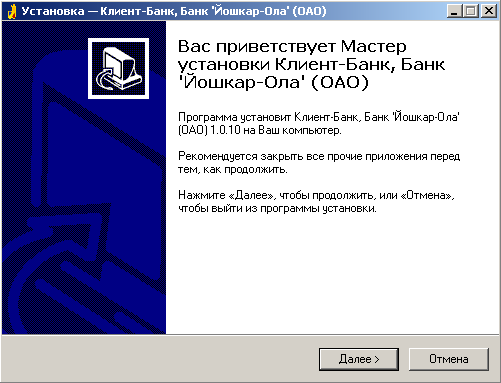 Установка — Клиент-Банк, Банк 'Йошкар-Ола' (ОАО)
Вас приветствует Мастер
установки Клиент-Банк, Банк
'Йошкар-Ола' (ОАО)
Программа установит Клиент-Банк, Банк 'Йошкар-Ола'
(ОАО) 1.0.10 на Ваш компьютер.
Рекомендуется закрыть все прочие приложения перед
тем, как продолжить.
Нажмите «Далее», чтобы продолжить, или «Отмена»,
чтобы выйти из программы установки.
Далее >
Отмена